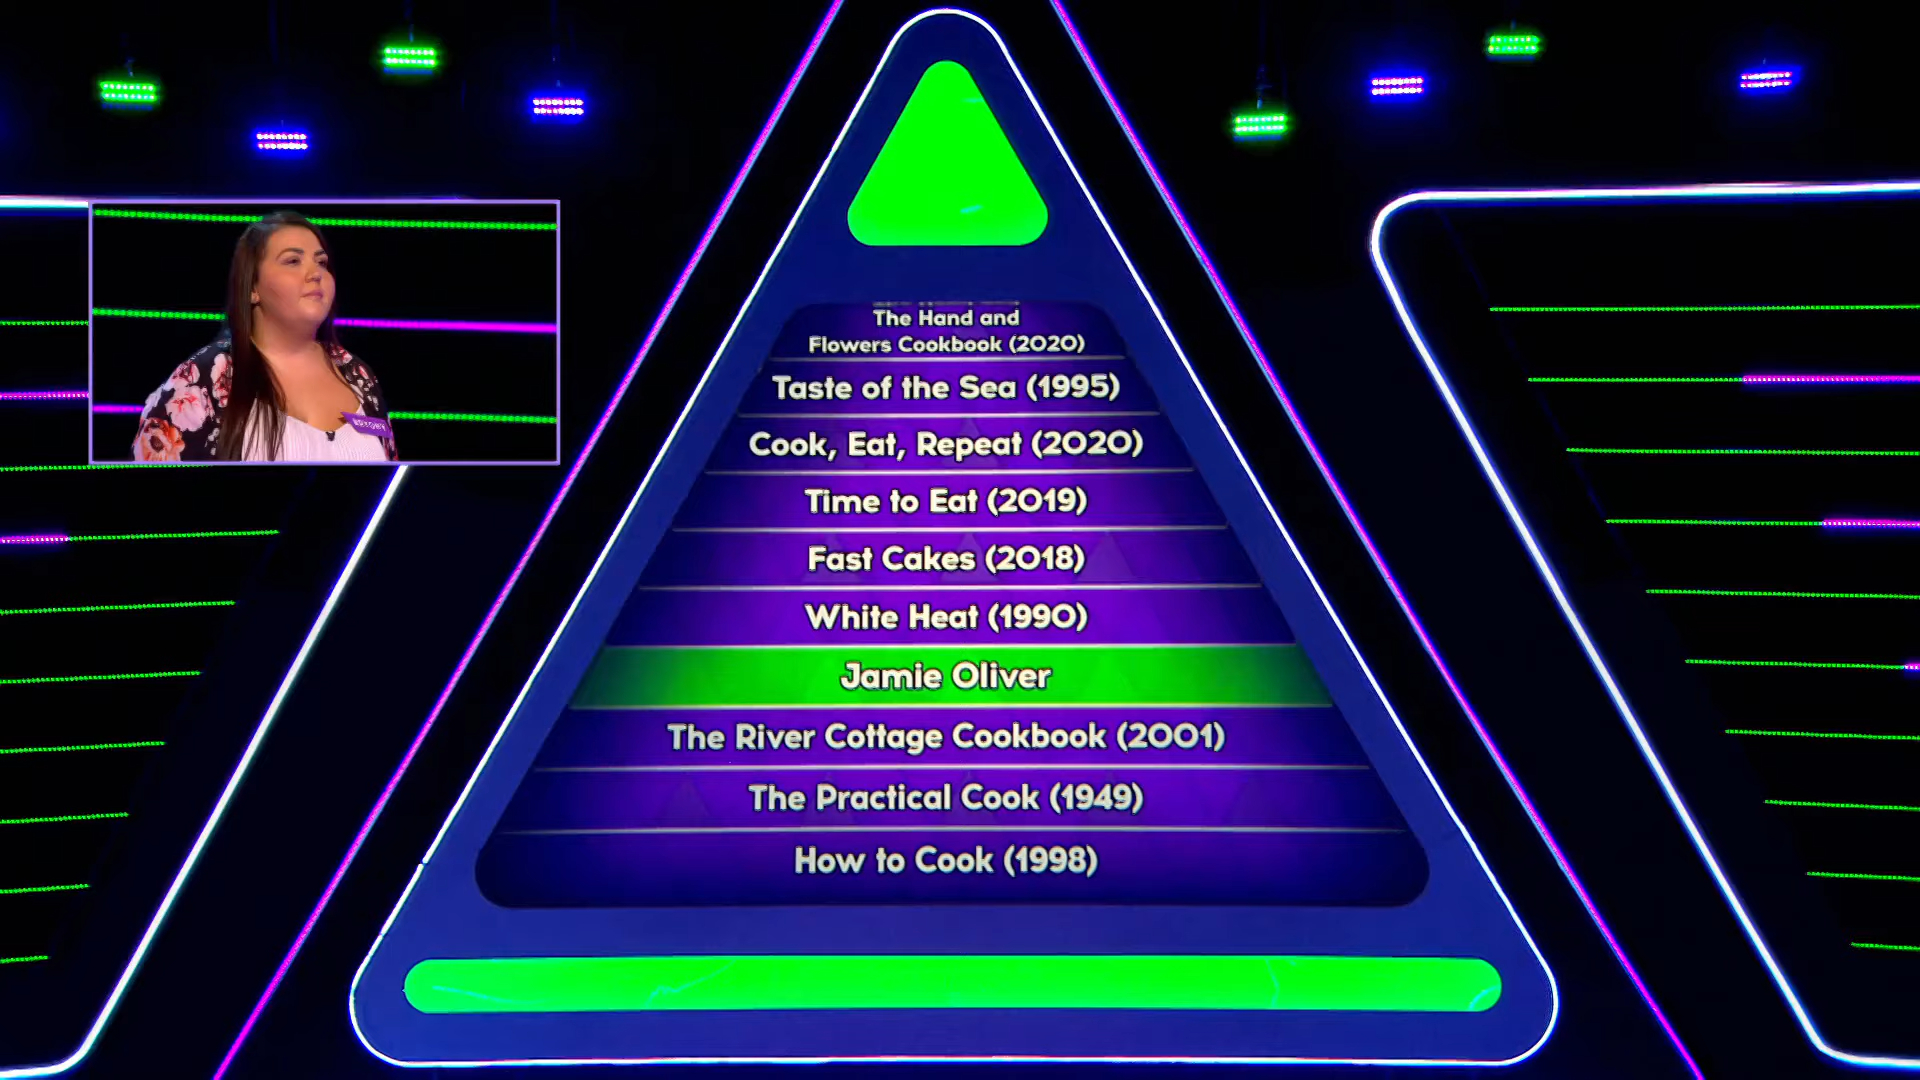 The Hand and
Flowers Cookbook (2020)
Taste of the Sea (1995)
Cook, Eat, Repeat (2020)
Time to Eat (2019)
Fast Cakes (2018)
White Heat (1990)
Jamie Oliver
The River Cottage Cookbook (2001)
The Practical Cook (1949)
How to Cook (1998)
BRYONY